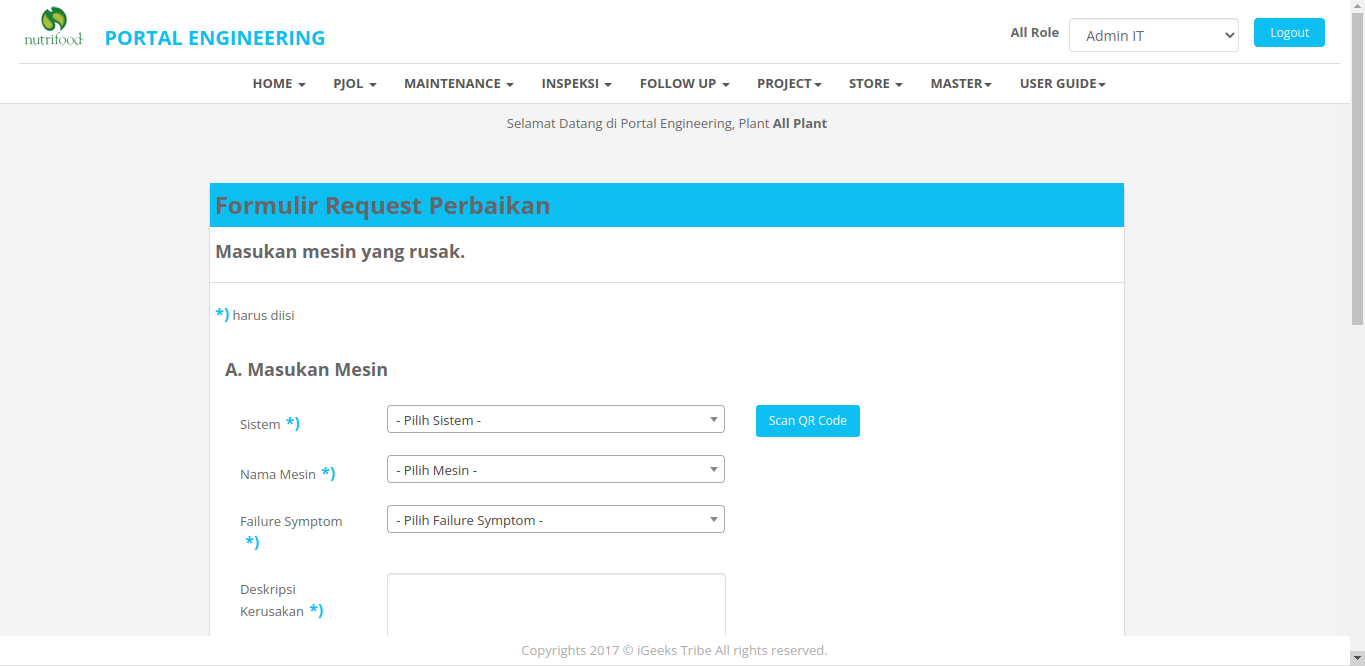 nutrifood
PORTAL ENGINEERING
All Role
Admin IT
Logout
HOME
PJOL
MAINTENANCE
INSPEKSI
FOLLOW UP
PROJECT
STORE
MASTER
USER GUIDE
Selamat Datang di Portal Engineering, Plant All Plant
Formulir Request Perbaikan
Masukan mesin yang rusak.
*) harus diisi
A. Masukan Mesin
Sistem *)
- Pilih Sistem -
Scan QR Code
Nama Mesin *)
- Pilih Mesin -
Failure Symptom
*)
- Pilih Failure Symptom -
Deskripsi
Kerusakan *)
Copyrights 2017 © iGeeks Tribe All rights reserved.